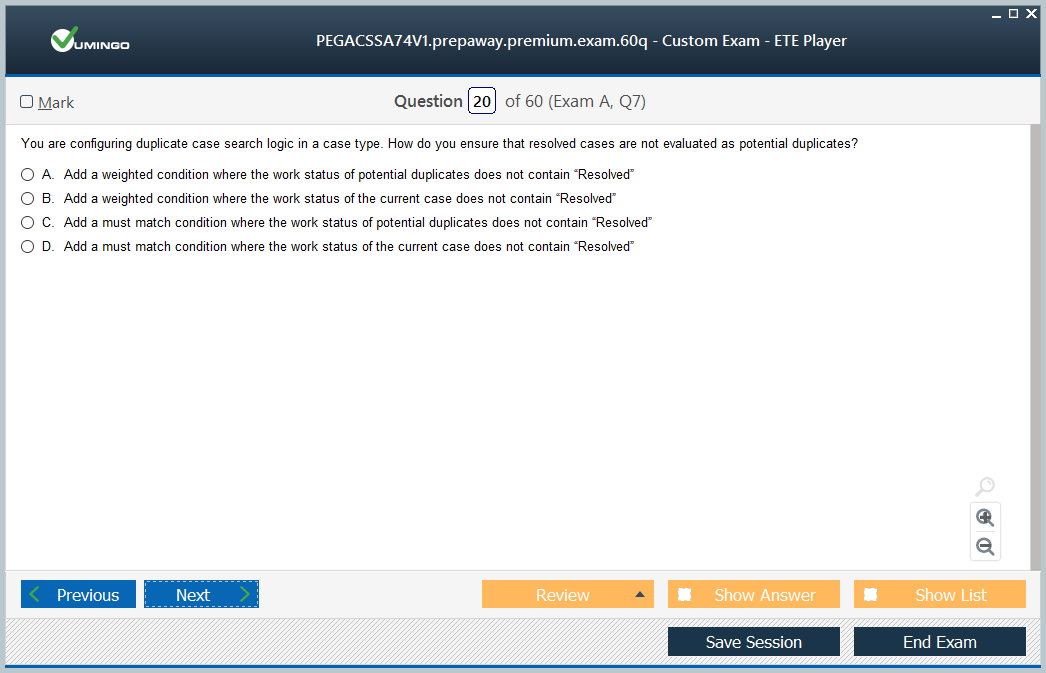 VUMINGO
PEGACSSA74V1.prepaway.premium.exam.60q - Custom Exam - ETE Player
Mark
Question 20 of 60 (Exam A, Q7)
You are configuring duplicate case search logic in a case type. How do you ensure that resolved cases are not evaluated as potential duplicates?
A. Add a weighted condition where the work status of potential duplicates does not contain “Resolved”
B. Add a weighted condition where the work status of the current case does not contain “Resolved”
C. Add a must match condition where the work status of potential duplicates does not contain “Resolved”
D. Add a must match condition where the work status of the current case does not contain “Resolved”
Previous
Next
Review
Show Answer
Show List
Save Session
End Exam